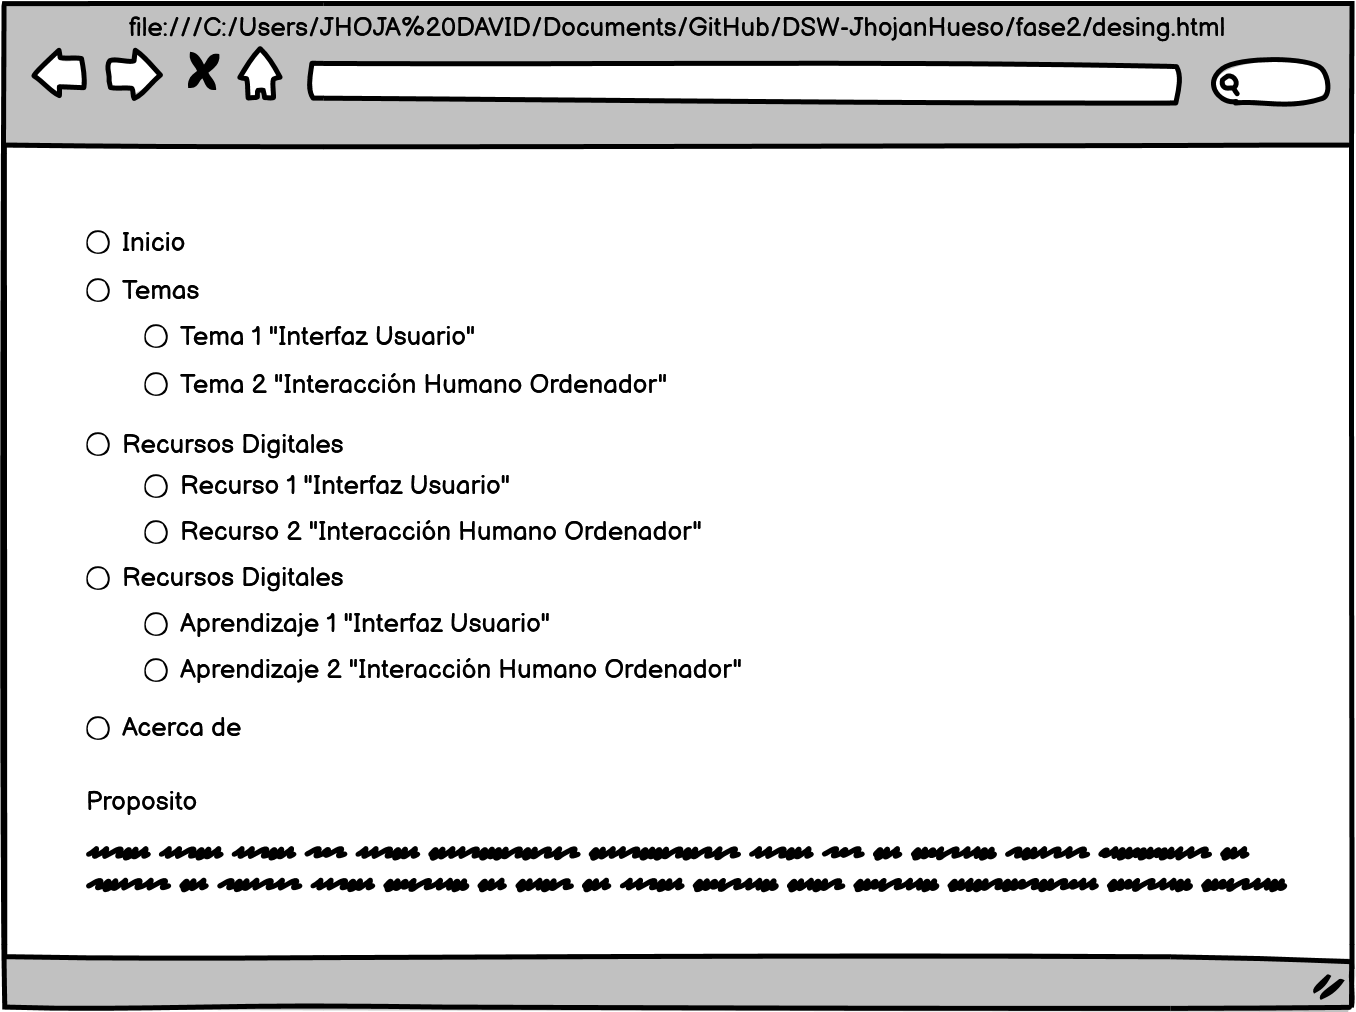 file:///C:/Users/JHOJA%20DAVID/Documents/GitHub/DSW-JhojanHueso/fase2/desing.html
Inicio
Temas
Tema 1 "Interfaz Usuario"
Tema 2 "Interacción Humano Ordenador"
Recursos Digitales
Recurso 1 "Interfaz Usuario"
Recurso 2 "Interacción Humano Ordenador"
Recursos Digitales
Aprendizaje 1 "Interfaz Usuario"
Aprendizaje 2 "Interacción Humano Ordenador"
Acerca de
Proposito